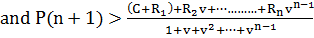 and P(n + 1) > (C+R₁)+R₂v+⋯………+Rₙvⁿ⁻¹ / 1+v+v²+⋯+vⁿ⁻¹